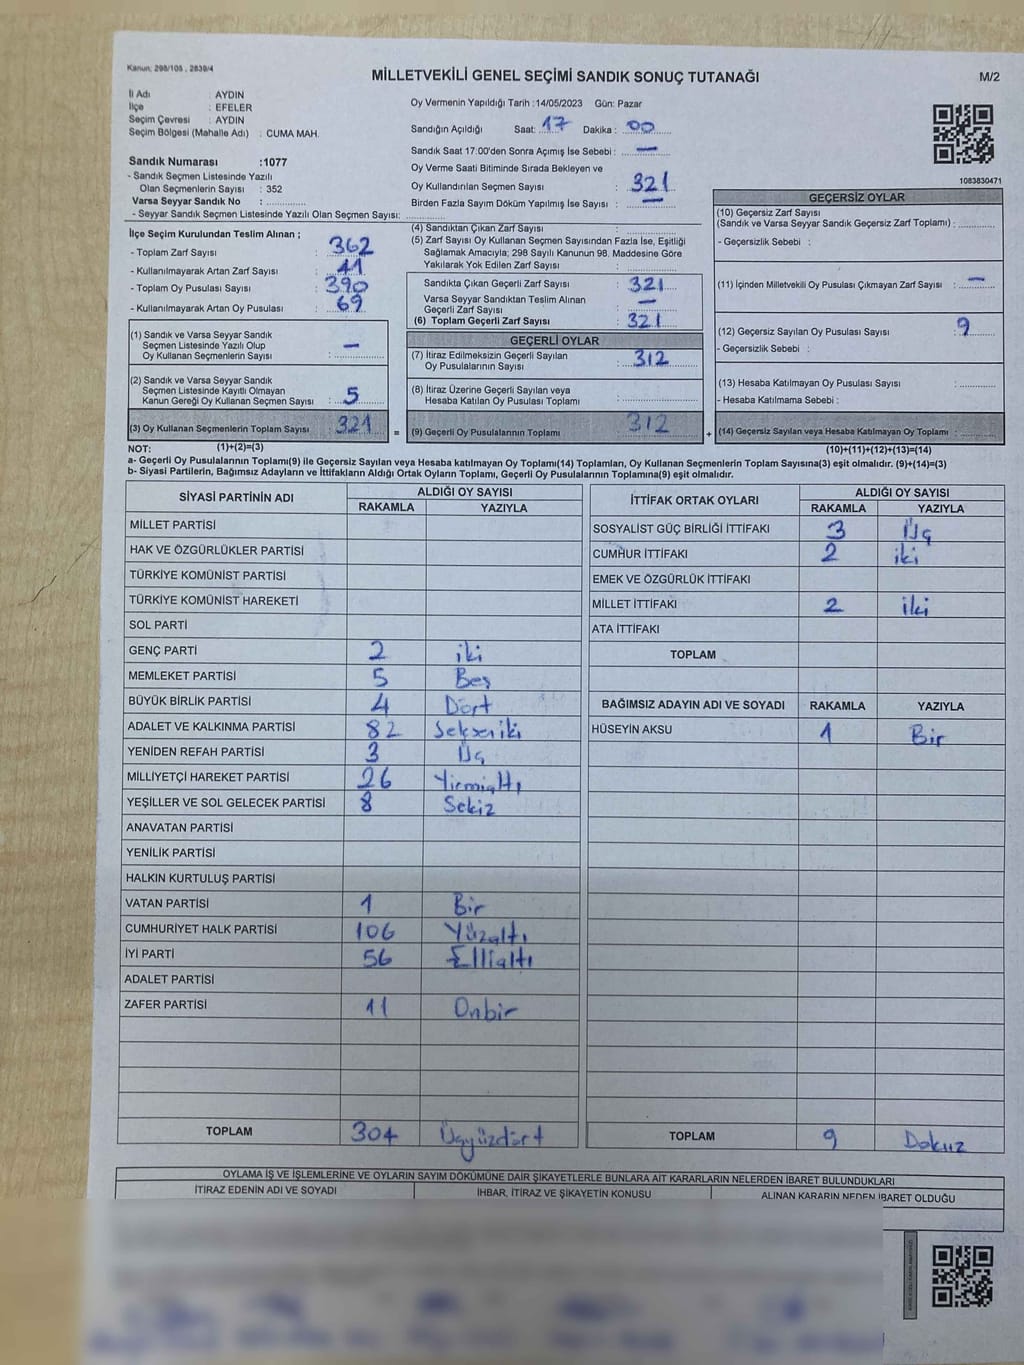 Kanun: 298/105 , 2839/4
MİLLETVEKİLİ GENEL SEÇİMİ SANDIK SONUÇ TUTANAĞI
M/2
İl Adı : AYDIN
İlçe : EFELER
Seçim Çevresi : AYDIN
Seçim Bölgesi (Mahalle Adı) : CUMA MAH.
Sandık Numarası :1077
- Sandık Seçmen Listesinde Yazılı
Olan Seçmenlerin Sayısı : 352
Varsa Seyyar Sandık No :
- Seyyar Sandık Seçmen Listesinde Yazılı Olan Seçmen Sayısı:
Oy Vermenin Yapıldığı Tarih :14/05/2023 Gün: Pazar
Sandığın Açıldığı Saat: 17 Dakika : 00
Sandık Saat 17:00'den Sonra Açımış İse Sebebi : —
Oy Verme Saati Bitiminde Sırada Bekleyen ve
Oy Kullandırılan Seçmen Sayısı : 321
Birden Fazla Sayım Döküm Yapılmış İse Sayısı : —
1083830471
İlçe Seçim Kurulundan Teslim Alınan ;
- Toplam Zarf Sayısı : 362
- Kullanılmayarak Artan Zarf Sayısı : 41
- Toplam Oy Pusulası Sayısı : 390
- Kullanılmayarak Artan Oy Pusulası : 69
(1) Sandık ve Varsa Seyyar Sandık
Seçmen Listesinde Yazılı Olup
Oy Kullanan Seçmenlerin Sayısı : —
(2) Sandık ve Varsa Seyyar Sandık
Seçmen Listesinde Kayıtlı Olmayan
Kanun Gereği Oy Kullanan Seçmen Sayısı : 5
(3) Oy Kullanan Seçmenlerin Toplam Sayısı : 321
(4) Sandıktan Çıkan Zarf Sayısı :
(5) Zarf Sayısı Oy Kullanan Seçmen Sayısından Fazla İse, Eşitliği
Sağlamak Amacıyla; 298 Sayılı Kanunun 98. Maddesine Göre
Yakılarak Yok Edilen Zarf Sayısı :
Sandıkta Çıkan Geçerli Zarf Sayısı : 321
Varsa Seyyar Sandıktan Teslim Alınan
Geçerli Zarf Sayısı : —
(6) Toplam Geçerli Zarf Sayısı : 321
GEÇERLİ OYLAR
(7) İtiraz Edilmeksizin Geçerli Sayılan
Oy Pusulalarının Sayısı : 312
(8) İtiraz Üzerine Geçerli Sayılan veya
Hesaba Katılan Oy Pusulası Toplamı :
= (9) Geçerli Oy Pusulalarının Toplamı : 312
GEÇERSİZ OYLAR
(10) Geçersiz Zarf Sayısı
(Sandık ve Varsa Seyyar Sandık Geçersiz Zarf Toplamı) :
- Geçersizlik Sebebi :
(11) İçinden Milletvekili Oy Pusulası Çıkmayan Zarf Sayısı : —
(12) Geçersiz Sayılan Oy Pusulası Sayısı : 9
- Geçersizlik Sebebi :
(13) Hesaba Katılmayan Oy Pusulası Sayısı :
- Hesaba Katılmama Sebebi :
+ (14) Geçersiz Sayılan veya Hesaba Katılmayan Oy Toplamı :
NOT: (1)+(2)=(3)
(10)+(11)+(12)+(13)=(14)
a- Geçerli Oy Pusulaları Toplamı(9) ile Geçersiz Sayılan veya Hesaba katılmayan Oy Toplamı(14) Toplamları, Oy Kullanan Seçmenlerin Toplam Sayısına(3) eşit olmalıdır. (9)+(14)=(3)
b- Siyasi Partilerin, Bağımsız Adayların ve İttifakların Aldığı Ortak Oyların Toplamı, Geçerli Oy Pusulalarının Toplamına(9) eşit olmalıdır.
SİYASİ PARTİNİN ADI ALDIĞI OY SAYISI
RAKAMLA YAZIYLA
MİLLET PARTİSİ
HAK VE ÖZGÜRLÜKLER PARTİSİ
TÜRKİYE KOMÜNİST PARTİSİ
TÜRKİYE KOMÜNİST HAREKETİ
SOL PARTİ
GENÇ PARTİ 2 iki
MEMLEKET PARTİSİ 5 Beş
BÜYÜK BİRLİK PARTİSİ 4 Dört
ADALET VE KALKINMA PARTİSİ 82 Seksen iki
YENİDEN REFAH PARTİSİ 3 Üç
MİLLİYETÇİ HAREKET PARTİSİ 26 Yirmialtı
YEŞİLLER VE SOL GELECEK PARTİSİ 8 Sekiz
ANAVATAN PARTİSİ
YENİLİK PARTİSİ
HALKIN KURTULUŞ PARTİSİ
VATAN PARTİSİ 1 Bir
CUMHURİYET HALK PARTİSİ 106 Yüzaltı
İYİ PARTİ 56 Ellialtı
ADALET PARTİSİ
ZAFER PARTİSİ 11 Onbir
TOPLAM 304 Üçyüzdört
İTTİFAK ORTAK OYLARI ALDIĞI OY SAYISI
RAKAMLA YAZIYLA
SOSYALİST GÜÇ BİRLİĞİ İTTİFAKI 3 Üç
CUMHUR İTTİFAKI 2 iki
EMEK VE ÖZGÜRLÜK İTTİFAKI
MİLLET İTTİFAKI 2 iki
ATA İTTİFAKI
TOPLAM
BAĞIMSIZ ADAYIN ADI VE SOYADI RAKAMLA YAZIYLA
HÜSEYİN AKSU 1 Bir
TOPLAM 9 Dokuz
OYLAMA İŞ VE İŞLEMLERİNE VE OYLARIN SAYIM DÖKÜMÜNE DAİR ŞİKAYETLERLE BUNLARA AİT KARARLARIN NELERDEN İBARET BULUNDUKLARI
İTİRAZ EDENİN ADI VE SOYADI İHBAR, İTİRAZ VE ŞİKAYETİN KONUSU ALINAN KARARIN NEDEN İBARET OLDUĞU